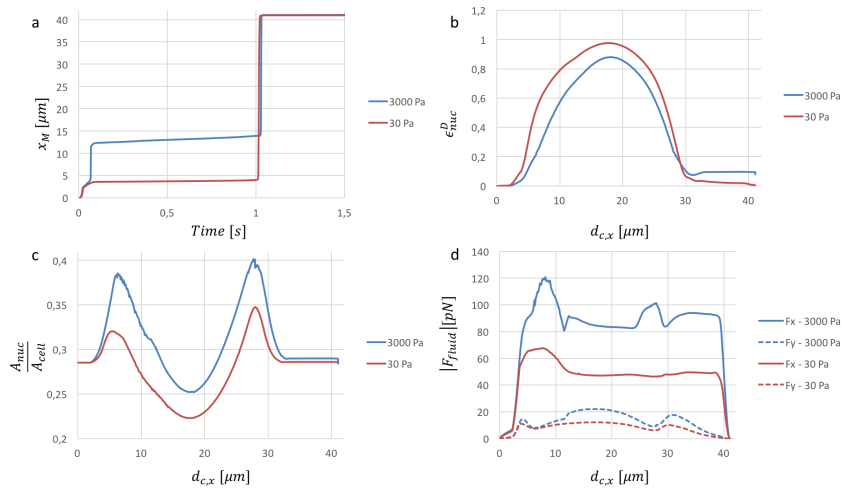 a
40
35
30
25
20
15
10
5
0
0
0,5
1
1,5
x_M [μm]
Time [s]
3000 Pa
30 Pa
b
1,2
1
0,8
0,6
0,4
0,2
0
0
10
20
30
40
ϵ^D_nuc
d_c,x [μm]
3000 Pa
30 Pa
c
0,4
0,35
0,3
0,25
0,2
0
10
20
30
40
A_nuc
A_cell
d_c,x [μm]
3000 Pa
30 Pa
d
140
120
100
80
60
40
20
0
0
10
20
30
40
|F_fluid|[pN]
d_c,x [μm]
Fx - 3000 Pa
Fy - 3000 Pa
Fx - 30 Pa
Fy - 30 Pa